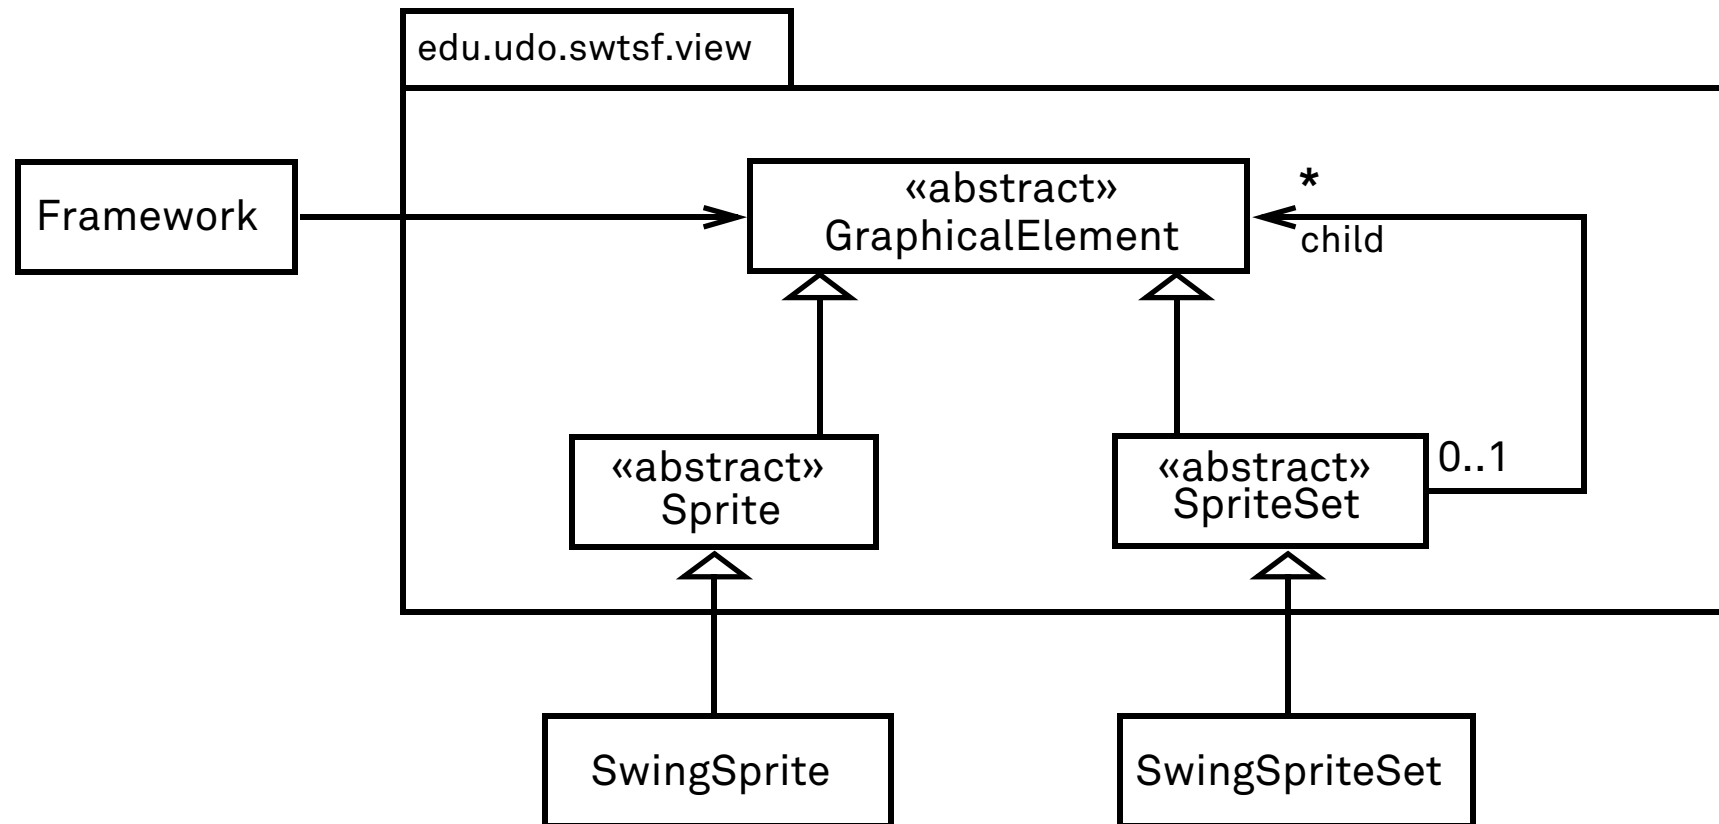 edu.udo.swtsf.view
Framework
«abstract»
GraphicalElement
*
child
«abstract»
Sprite
«abstract»
SpriteSet
0..1
SwingSprite
SwingSpriteSet